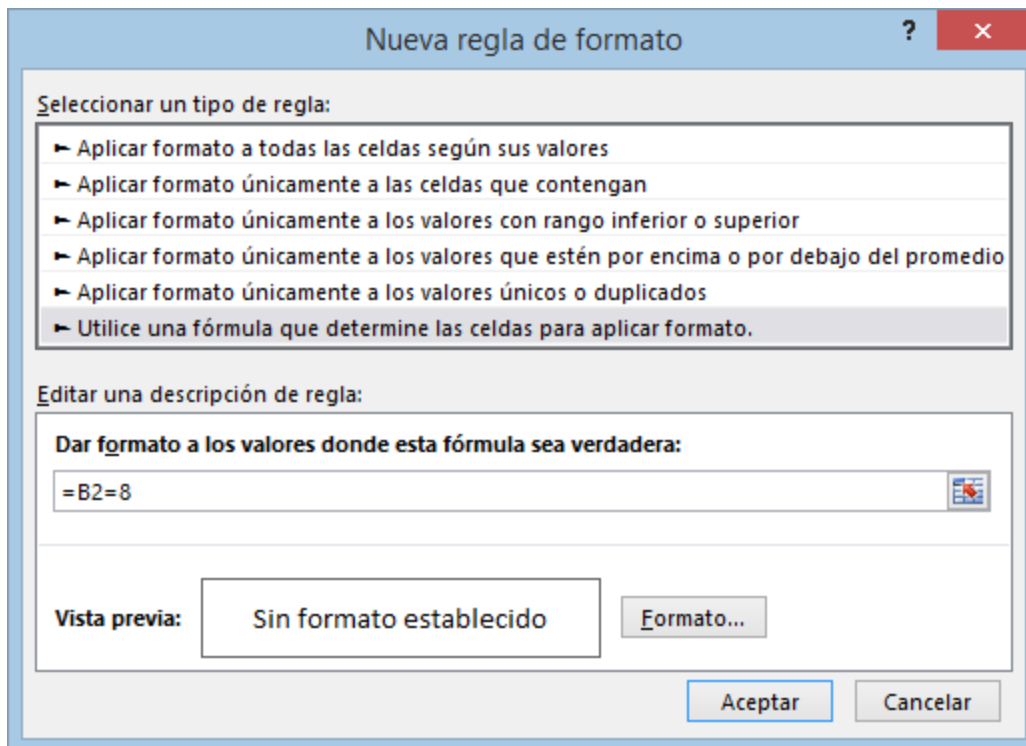 Nueva regla de formato
?
×
Seleccionar un tipo de regla:
► Aplicar formato a todas las celdas según sus valores
► Aplicar formato únicamente a las celdas que contengan
► Aplicar formato únicamente a los valores con rango inferior o superior
► Aplicar formato únicamente a los valores que estén por encima o por debajo del promedio
► Aplicar formato únicamente a los valores únicos o duplicados
► Utilice una fórmula que determine las celdas para aplicar formato.
Editar una descripción de regla:
Dar formato a los valores donde esta fórmula sea verdadera:
=B2=8
Vista previa:
Sin formato establecido
Formato...
Aceptar
Cancelar